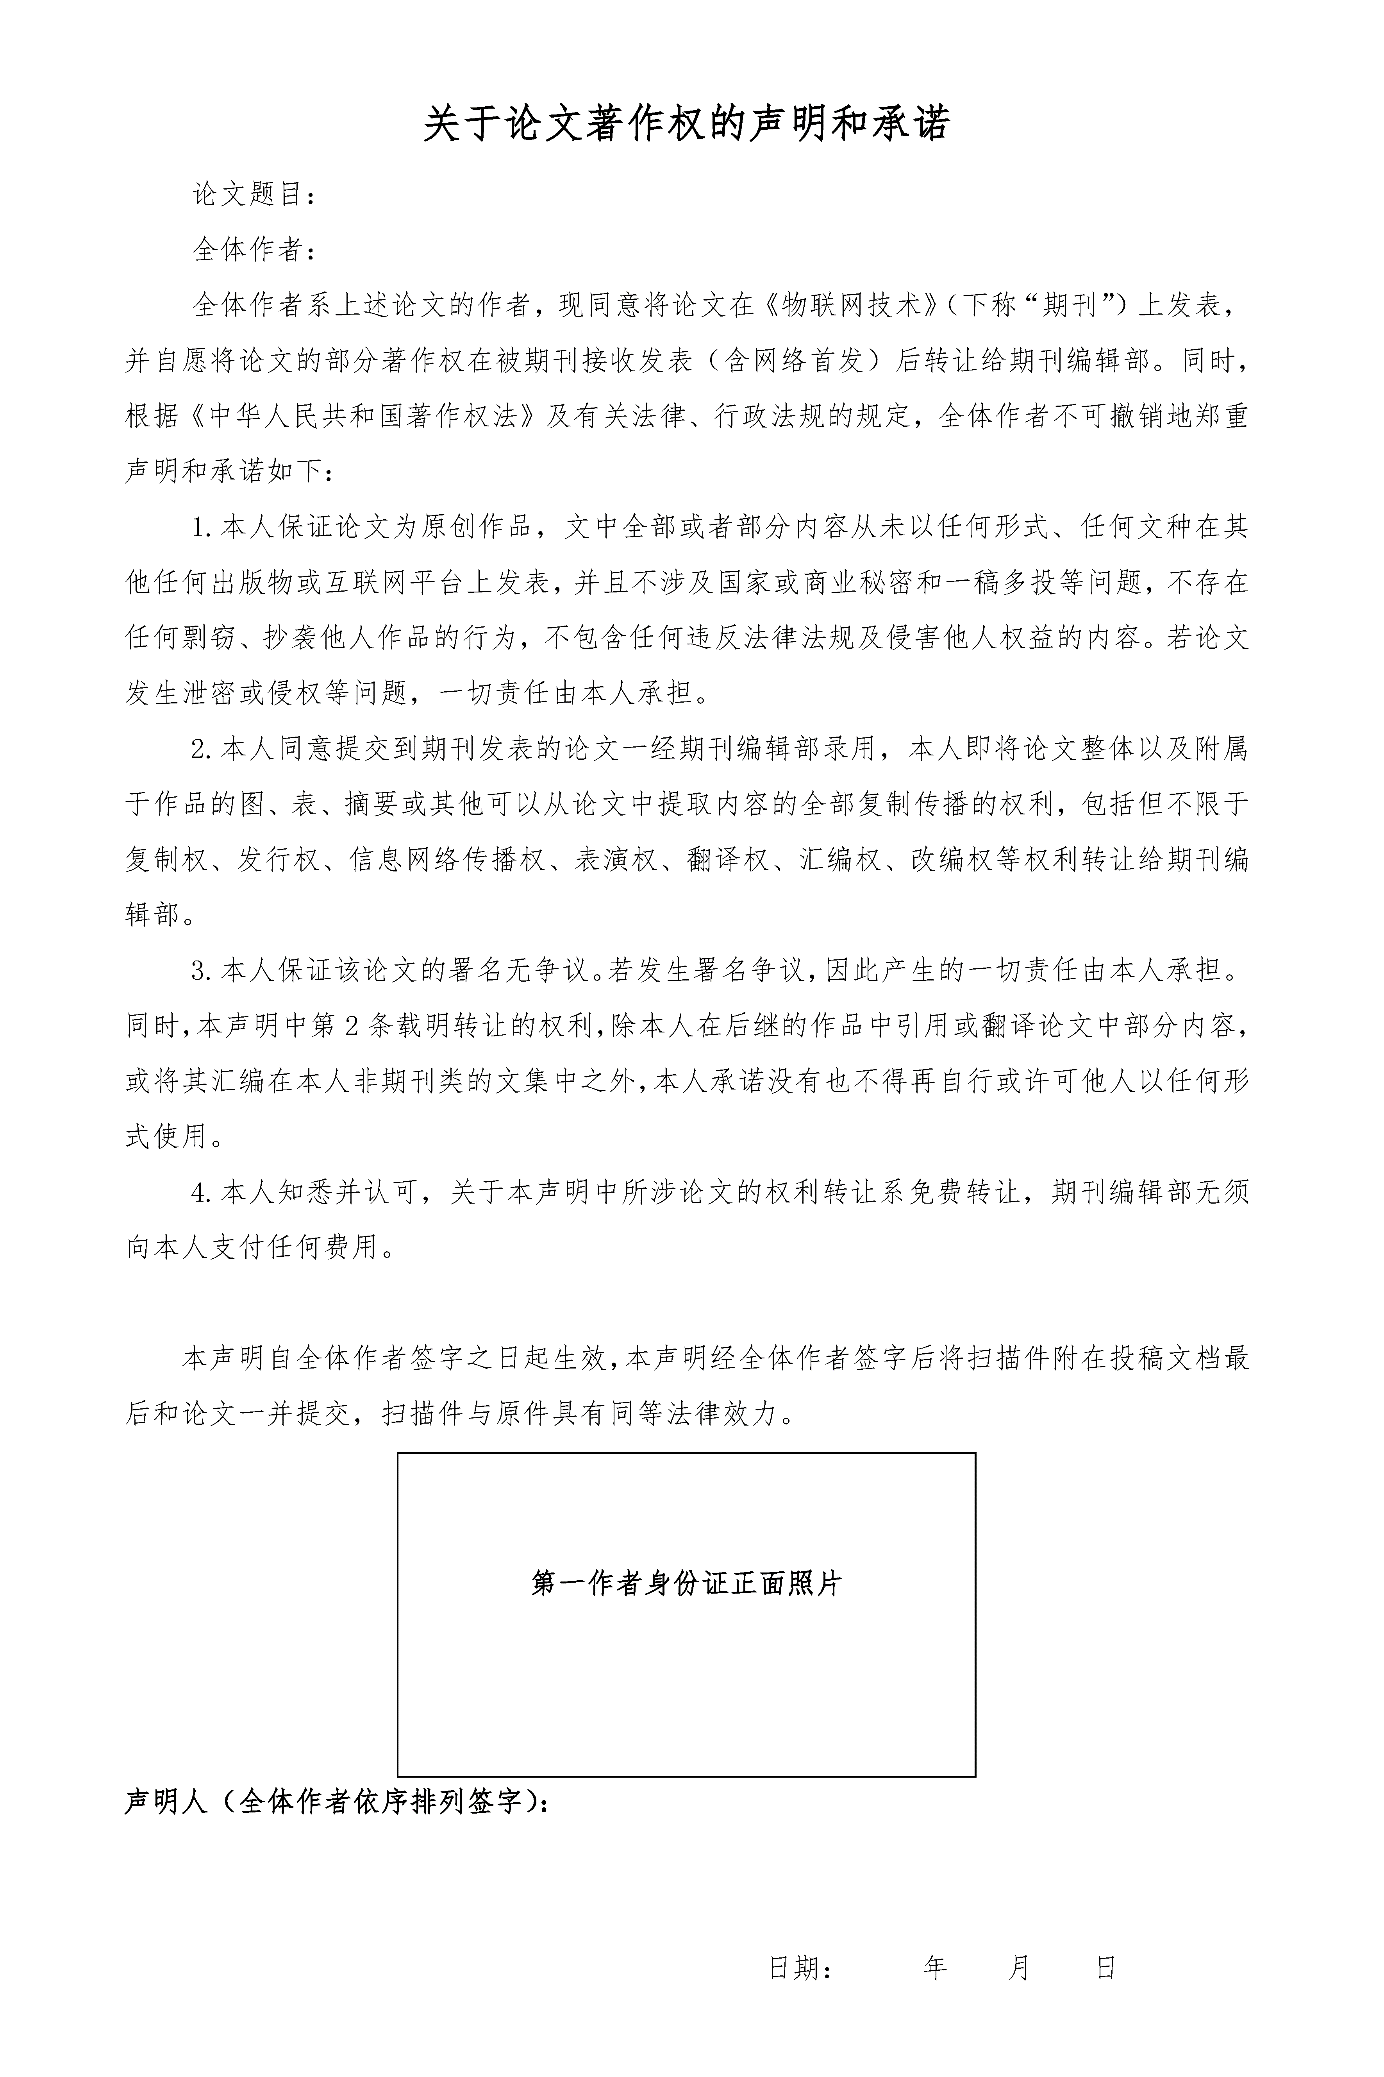 关于论文著作权的声明和承诺
论文题目：
全体作者：
全体作者系上述论文的作者，现同意将论文在《物联网技术》（下称“期刊”）上发表，
并自愿将论文的部分著作权在被期刊接收发表（含网络首发）后转让给期刊编辑部。同时，
根据《中华人民共和国著作权法》及有关法律、行政法规的规定，全体作者不可撤销地郑重
声明和承诺如下：
1.本人保证论文为原创作品，文中全部或者部分内容从未以任何形式、任何文种在其
他任何出版物或互联网平台上发表，并且不涉及国家或商业秘密和一稿多投等问题，不存在
任何剽窃、抄袭他人作品的行为，不包含任何违反法律法规及侵害他人权益的内容。若论文
发生泄密或侵权等问题，一切责任由本人承担。
2.本人同意提交到期刊发表的论文一经期刊编辑部录用，本人即将论文整体以及附属
于作品的图、表、摘要或其他可以从论文中提取内容的全部复制传播的权利，包括但不限于
复制权、发行权、信息网络传播权、表演权、翻译权、汇编权、改编权等权利转让给期刊编
辑部。
3.本人保证该论文的署名无争议。若发生署名争议，因此产生的一切责任由本人承担。
同时，本声明中第2条载明转让的权利，除本人在后继的作品中引用或翻译论文中部分内容，
或将其汇编在本人非期刊类的文集中之外，本人承诺没有也不得再自行或许可他人以任何形
式使用。
4.本人知悉并认可，关于本声明中所涉论文的权利转让系免费转让，期刊编辑部无须
向本人支付任何费用。
本声明自全体作者签字之日起生效，本声明经全体作者签字后将扫描件附在投稿文档最
后和论文一并提交，扫描件与原件具有同等法律效力。
第一作者身份证正面照片
声明人（全体作者依序排列签字）：
日期： 年 月 日